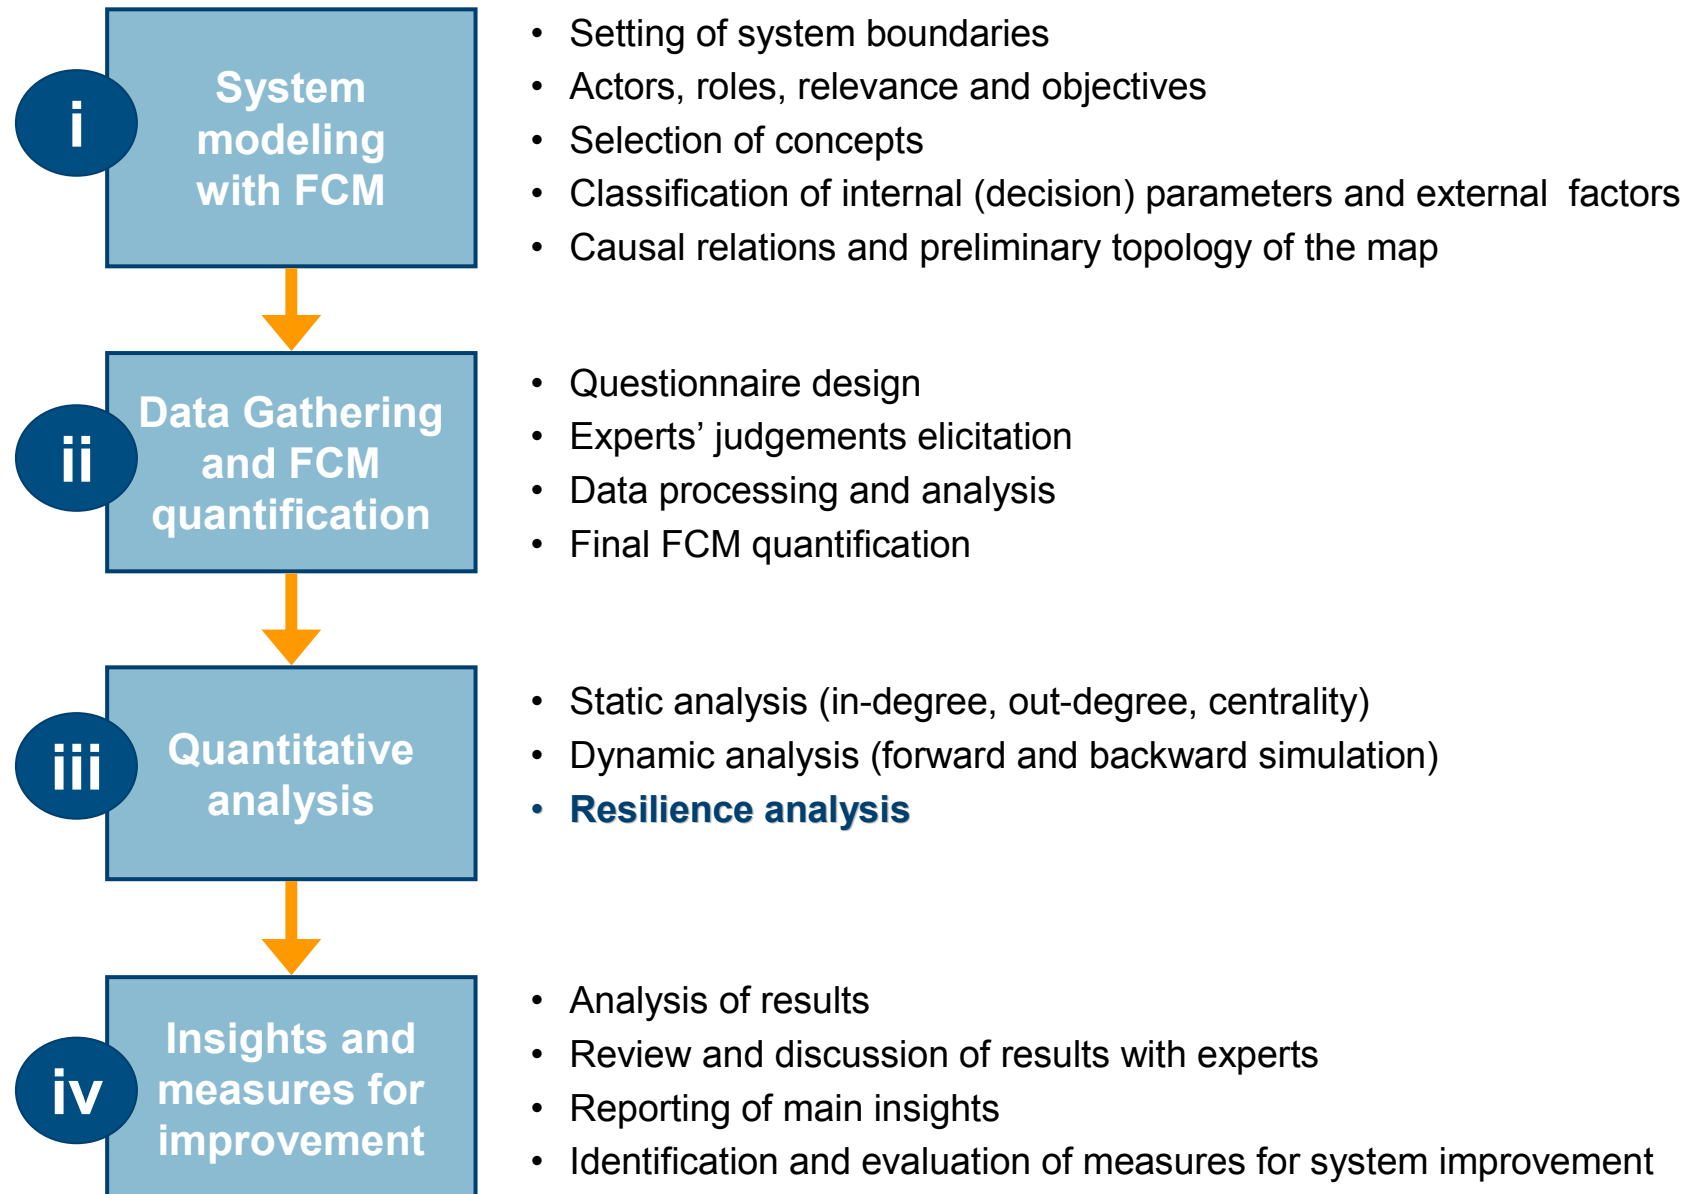 i
System
modeling
with FCM
• Setting of system boundaries
• Actors, roles, relevance and objectives
• Selection of concepts
• Classification of internal (decision) parameters and external  factors
• Causal relations and preliminary topology of the map
ii
Data Gathering
and FCM
quantification
• Questionnaire design
• Experts’ judgements elicitation
• Data processing and analysis
• Final FCM quantification
iii
Quantitative
analysis
• Static analysis (in-degree, out-degree, centrality)
• Dynamic analysis (forward and backward simulation)
• Resilience analysis
iv
Insights and
measures for
improvement
• Analysis of results
• Review and discussion of results with experts
• Reporting of main insights
• Identification and evaluation of measures for system improvement